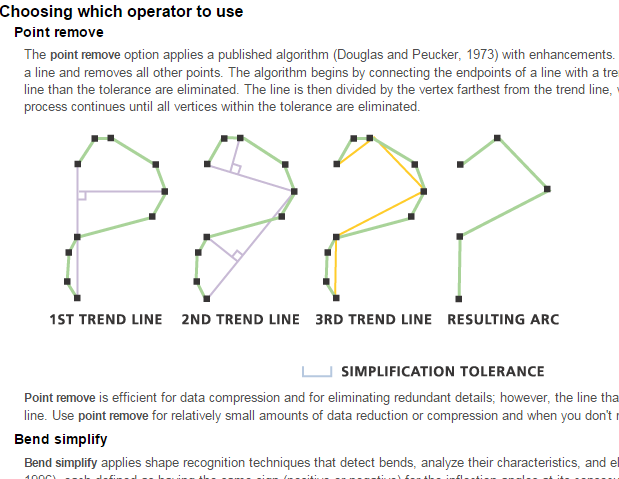 Choosing which operator to use
Point remove
The point remove option applies a published algorithm (Douglas and Peucker, 1973) with enhancements.
a line and removes all other points. The algorithm begins by connecting the endpoints of a line with a tre
line than the tolerance are eliminated. The line is then divided by the vertex farthest from the trend line,
process continues until all vertices within the tolerance are eliminated.
1ST TREND LINE 2ND TREND LINE 3RD TREND LINE RESULTING ARC
SIMPLIFICATION TOLERANCE
Point remove is efficient for data compression and for eliminating redundant details; however, the line tha
line. Use point remove for relatively small amounts of data reduction or compression and when you don't
Bend simplify
Bend simplify applies shape recognition techniques that detect bends, analyze their characteristics, and el